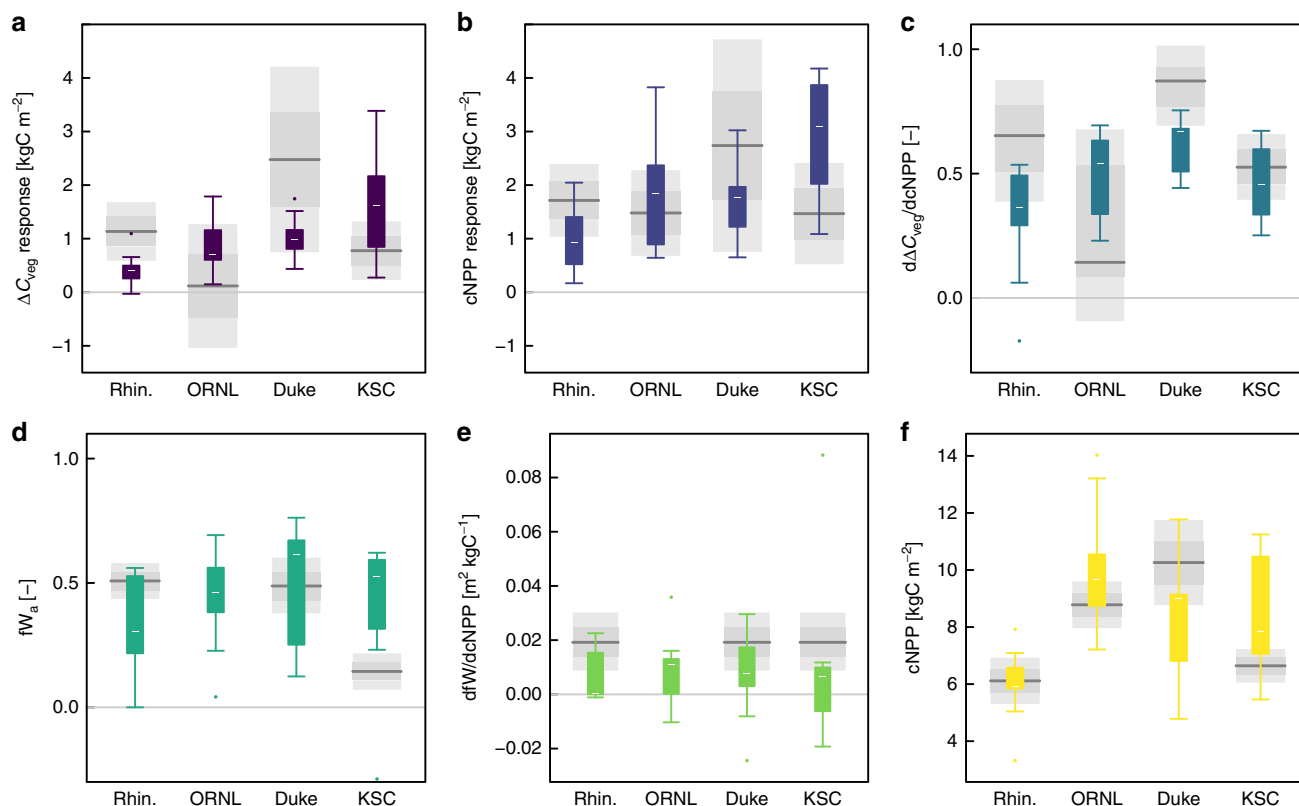 a
ΔCveg response [kgC m−2]
4
3
2
1
0
−1
Rhin. ORNL Duke KSC
b
cNPP response [kgC m−2]
4
3
2
1
0
−1
Rhin. ORNL Duke KSC
c
dΔCveg/dcNPP [–]
1.0
0.5
0.0
Rhin. ORNL Duke KSC
d
fWa [–]
1.0
0.5
0.0
Rhin. ORNL Duke KSC
e
dfW/dcNPP [m2 kgC−1]
0.08
0.06
0.04
0.02
0.00
−0.02
Rhin. ORNL Duke KSC
f
cNPP [kgC m−2]
14
12
10
8
6
4
Rhin. ORNL Duke KSC